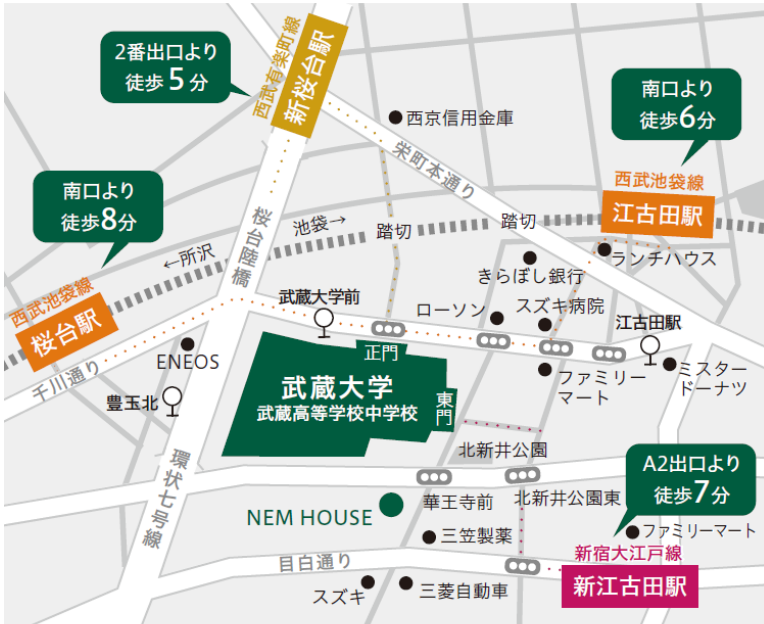 2番出口より
徒歩5分
西武有楽町線
新桜台駅
西京信用金庫
南口より
徒歩6分
栄町本通り
西武池袋線
江古田駅
南口より
徒歩8分
桜台陸橋
池袋→
←所沢
踏切
踏切
ランチハウス
きらぼし銀行
西武池袋線
桜台駅
武蔵大学前
ローソン
スズキ病院
江古田駅
千川通り
ENEOS
正門
武蔵大学
武蔵高等学校中学校
東門
ファミリー
マート
ミスター
ドーナツ
豊玉北
環状七号線
北新井公園
A2出口より
徒歩7分
華王寺前
北新井公園東
NEM HOUSE
三笠製薬
ファミリーマート
目白通り
新宿大江戸線
新江古田駅
スズキ
三菱自動車